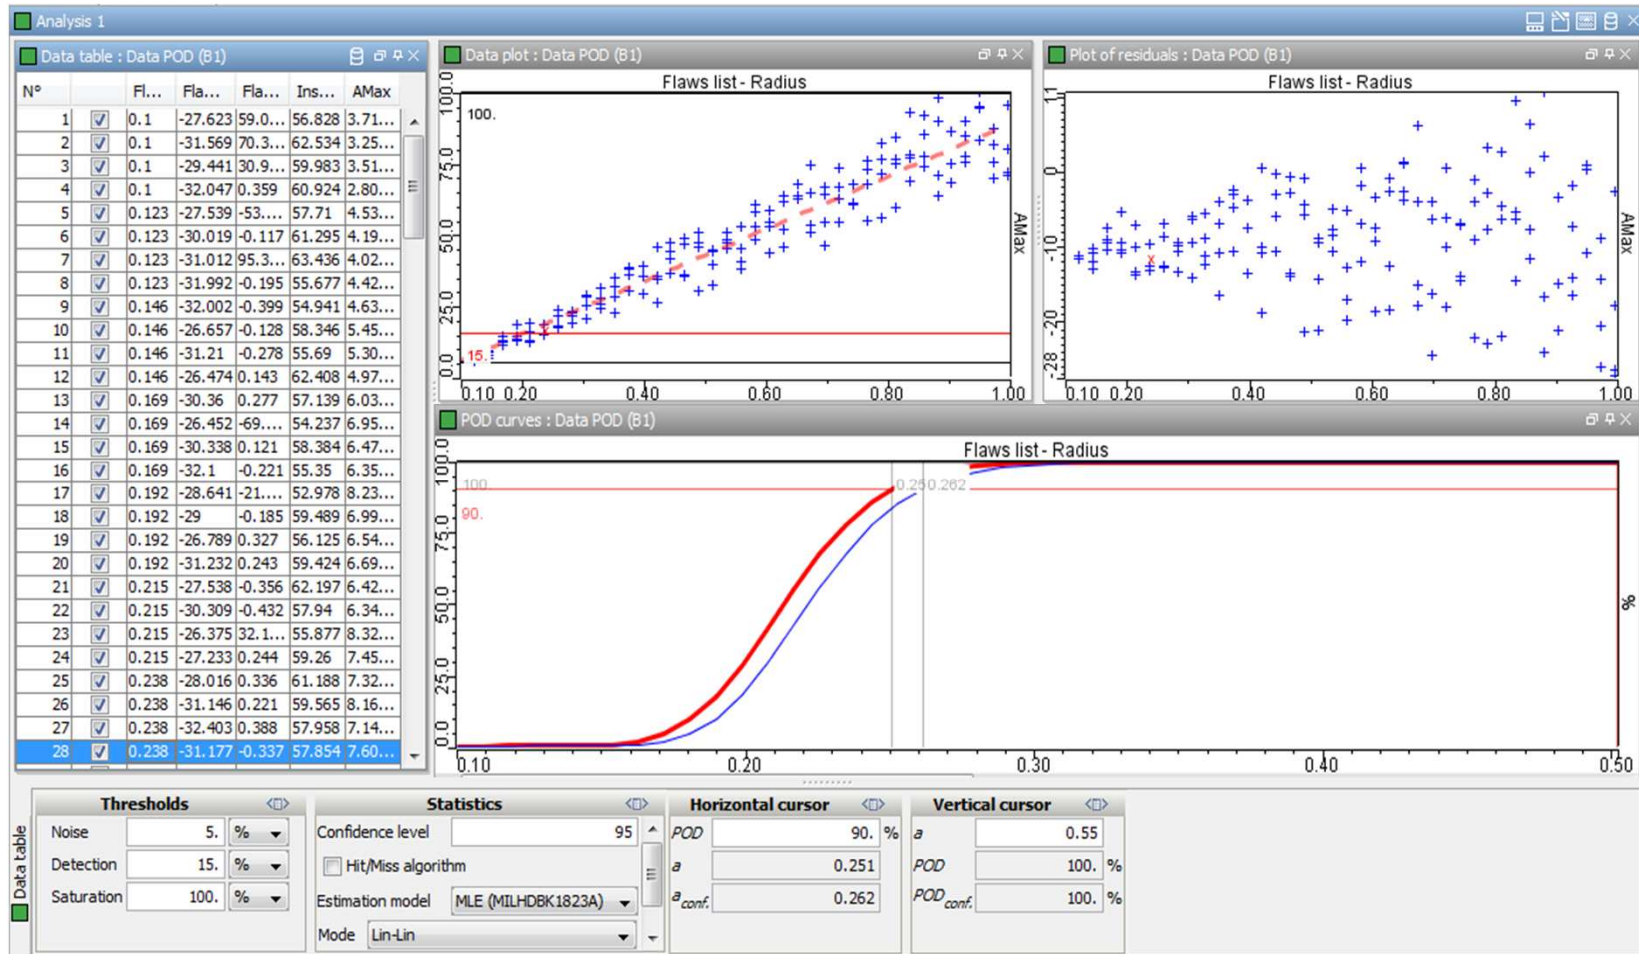 Analysis 1
Data table : Data POD (B1)
N° Fl... Fla... Fla... Ins... AMax
1 0.1 -27.623 59.0... 56.828 3.71...
2 0.1 -31.569 70.3... 62.534 3.25...
3 0.1 -29.441 30.9... 59.983 3.51...
4 0.1 -32.047 0.359 60.924 2.80...
5 0.123 -27.539 -53.... 57.71 4.53...
6 0.123 -30.019 -0.117 61.295 4.19...
7 0.123 -31.012 95.3... 63.436 4.02...
8 0.123 -31.992 -0.195 55.677 4.42...
9 0.146 -32.002 -0.399 54.941 4.63...
10 0.146 -26.657 -0.128 58.346 5.45...
11 0.146 -31.21 -0.278 55.69 5.30...
12 0.146 -26.474 0.143 62.408 4.97...
13 0.169 -30.36 0.277 57.139 6.03...
14 0.169 -26.452 -69.... 54.237 6.95...
15 0.169 -30.338 0.121 58.384 6.47...
16 0.169 -32.1 -0.221 55.35 6.35...
17 0.192 -28.641 -21.... 52.978 8.23...
18 0.192 -29 -0.185 59.489 6.99...
19 0.192 -26.789 0.327 56.125 6.54...
20 0.192 -31.232 0.243 59.424 6.69...
21 0.215 -27.538 -0.356 62.197 6.42...
22 0.215 -30.309 -0.432 57.94 6.34...
23 0.215 -26.375 32.1... 55.877 8.32...
24 0.215 -27.233 0.244 59.26 7.45...
25 0.238 -28.016 0.336 61.188 7.32...
26 0.238 -31.146 0.221 59.565 8.16...
27 0.238 -32.403 0.388 57.958 7.14...
28 0.238 -31.177 -0.337 57.854 7.60...
Data plot : Data POD (B1)
Flaws list - Radius
100.0
75.0
50.0
25.0
0.0
100.
15.
AMax
0.10 0.20 0.40 0.60 0.80 1.00
Plot of residuals : Data POD (B1)
Flaws list - Radius
11
0
-10
-20
-28
AMax
0.10 0.20 0.40 0.60 0.80 1.00
POD curves : Data POD (B1)
Flaws list - Radius
100.0
75.0
50.0
25.0
0.0
100.
90.
0.25 0.262
%
0.10 0.20 0.30 0.40 0.50
Data table
Thresholds
Noise 5. %
Detection 15. %
Saturation 100. %
Statistics
Confidence level 95
Hit/Miss algorithm
Estimation model MLE (MILHDBK1823A)
Mode Lin-Lin
Horizontal cursor
POD 90. %
a 0.251
a conf. 0.262
Vertical cursor
a 0.55
POD 100. %
POD conf. 100. %